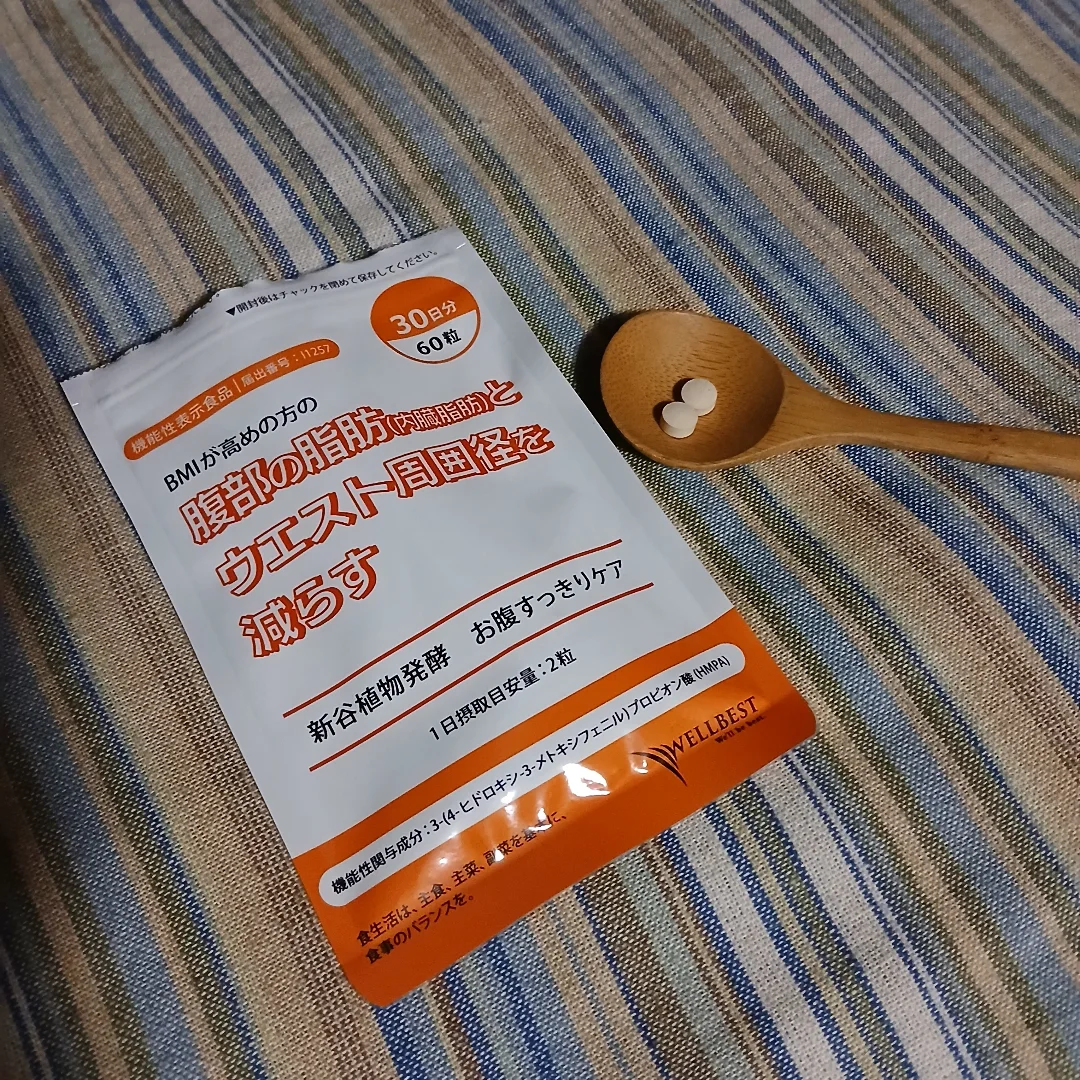 ▼開封後はチャックを閉めて保存してください。
30日分
60粒
機能性表示食品|届出番号:I1257
BMIが高めの方の
腹部の脂肪(内臓脂肪)と
ウエスト周囲径を
減らす
新谷植物発酵 お腹すっきりケア
1日摂取目安量:2粒
機能性関与成分:3-(4-ヒドロキシ-3-メトキシフェニル)プロピオン酸(HMPA)
WELLBEST
We'll be Best.
食生活は、主食、主菜、副菜を基本に、
食事のバランスを。